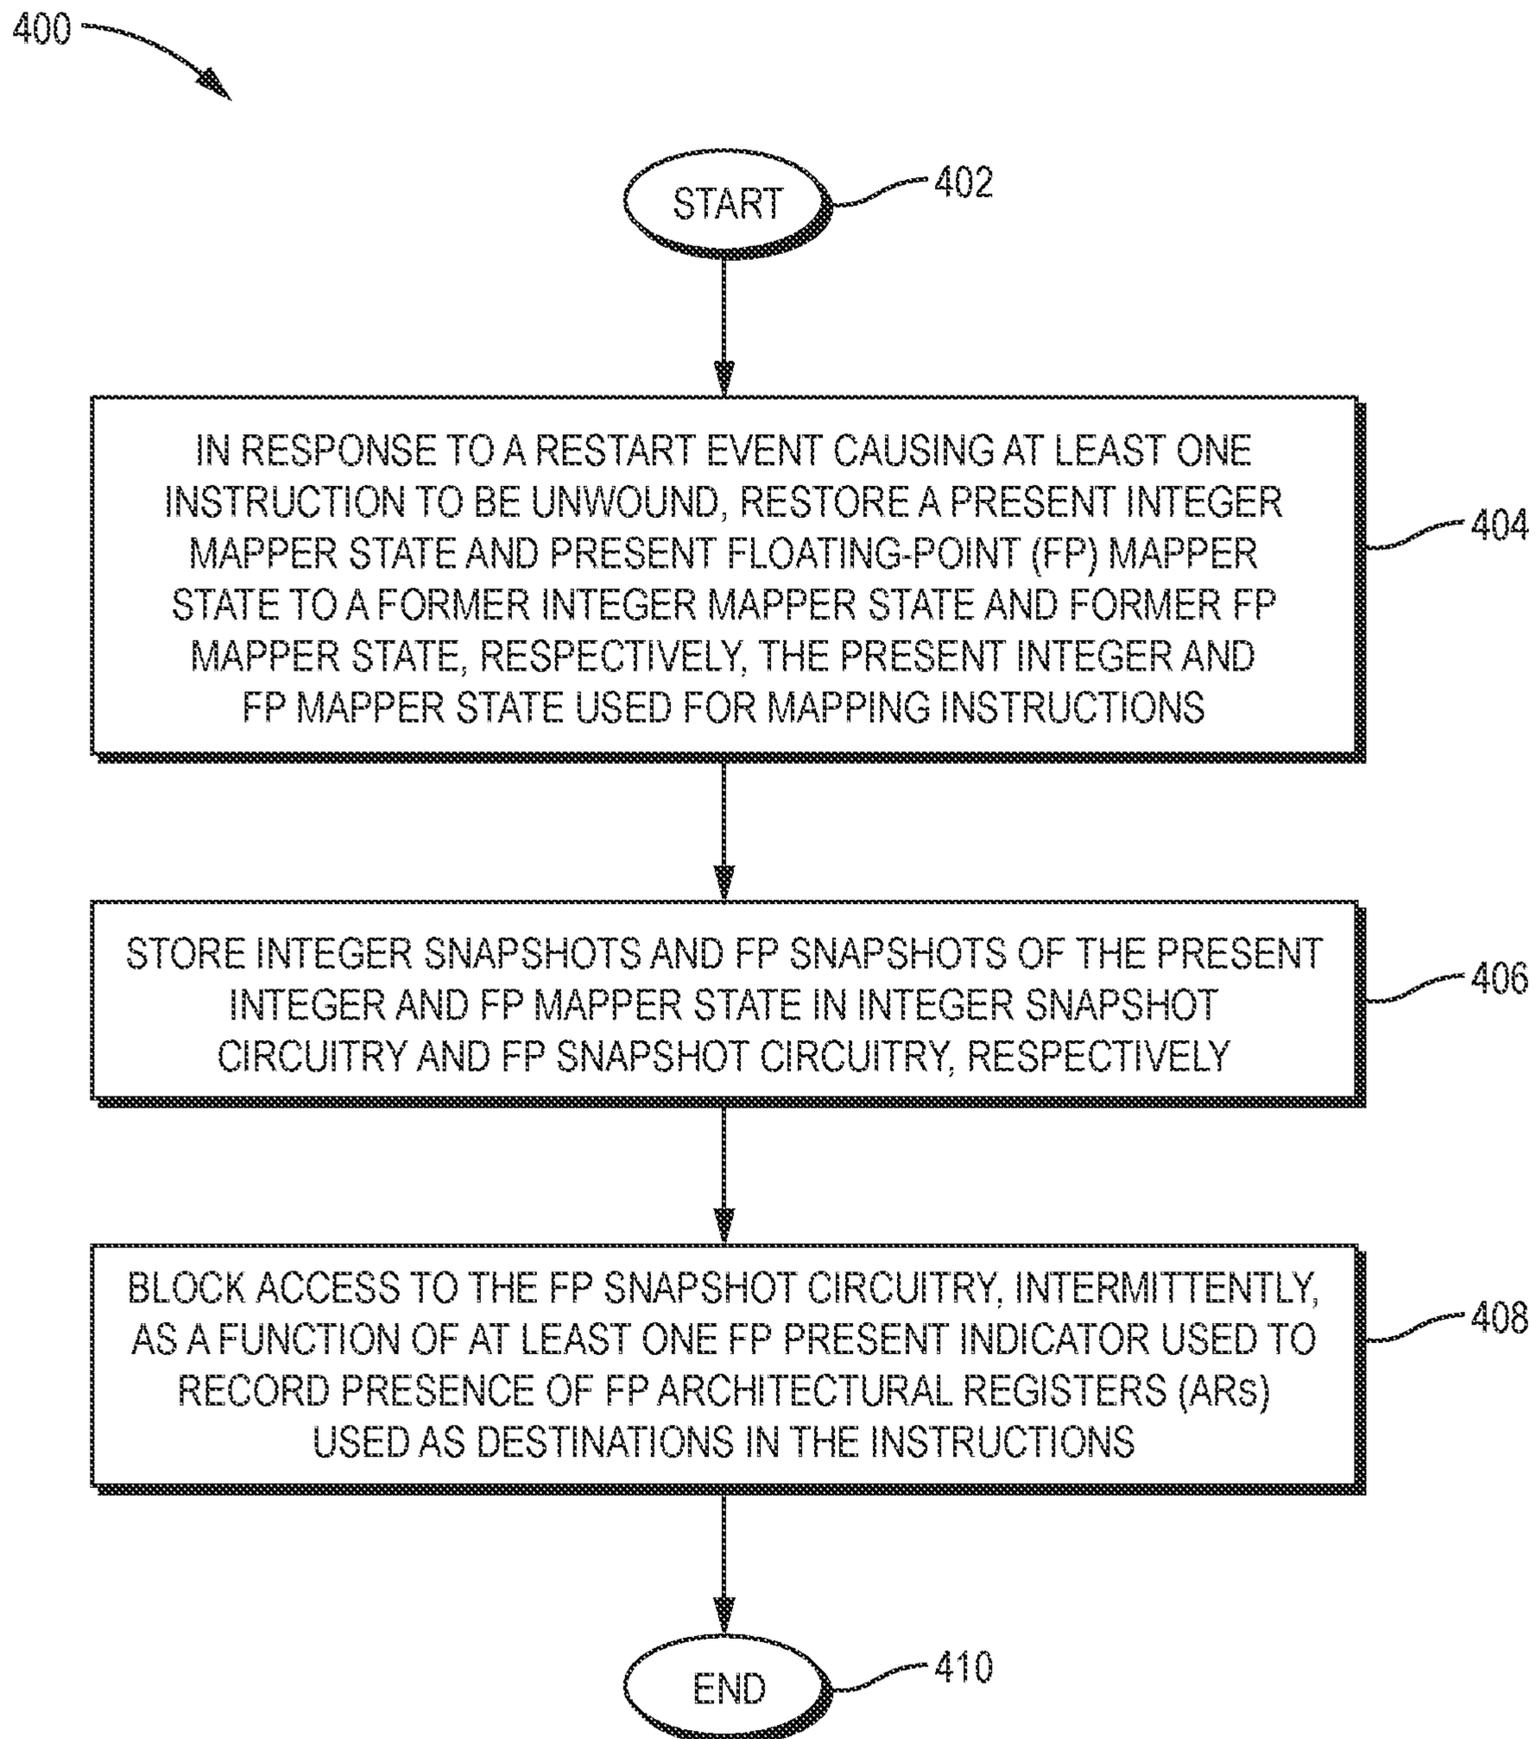 400
START
402
IN RESPONSE TO A RESTART EVENT CAUSING AT LEAST ONE
INSTRUCTION TO BE UNWOUND, RESTORE A PRESENT INTEGER
MAPPER STATE AND PRESENT FLOATING-POINT (FP) MAPPER
STATE TO A FORMER INTEGER MAPPER STATE AND FORMER FP
MAPPER STATE, RESPECTIVELY, THE PRESENT INTEGER AND
FP MAPPER STATE USED FOR MAPPING INSTRUCTIONS
404
STORE INTEGER SNAPSHOTS AND FP SNAPSHOTS OF THE PRESENT
INTEGER AND FP MAPPER STATE IN INTEGER SNAPSHOT
CIRCUITRY AND FP SNAPSHOT CIRCUITRY, RESPECTIVELY
406
BLOCK ACCESS TO THE FP SNAPSHOT CIRCUITRY, INTERMITTENTLY,
AS A FUNCTION OF AT LEAST ONE FP PRESENT INDICATOR USED TO
RECORD PRESENCE OF FP ARCHITECTURAL REGISTERS (ARs)
USED AS DESTINATIONS IN THE INSTRUCTIONS
408
END
410